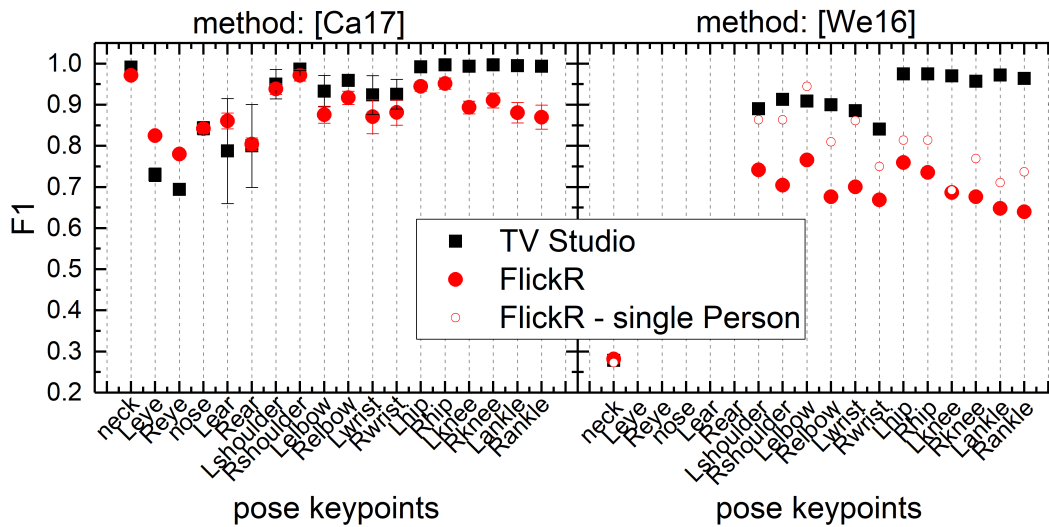 method: [Ca17]
method: [We16]
F1
1.0
0.9
0.8
0.7
0.6
0.5
0.4
0.3
0.2
TV Studio
FlickR
FlickR - single Person
neck
Leye
Reye
nose
Lear
Rear
Lshoulder
Rshoulder
Lelbow
Relbow
Lwrist
Rwrist
Lhip
Rhip
Lknee
Rknee
Lankle
Rankle
neck
Leye
Reye
nose
Lear
Rear
Lshoulder
Rshoulder
Lelbow
Relbow
Lwrist
Rwrist
Lhip
Rhip
Lknee
Rknee
Lankle
Rankle
pose keypoints
pose keypoints